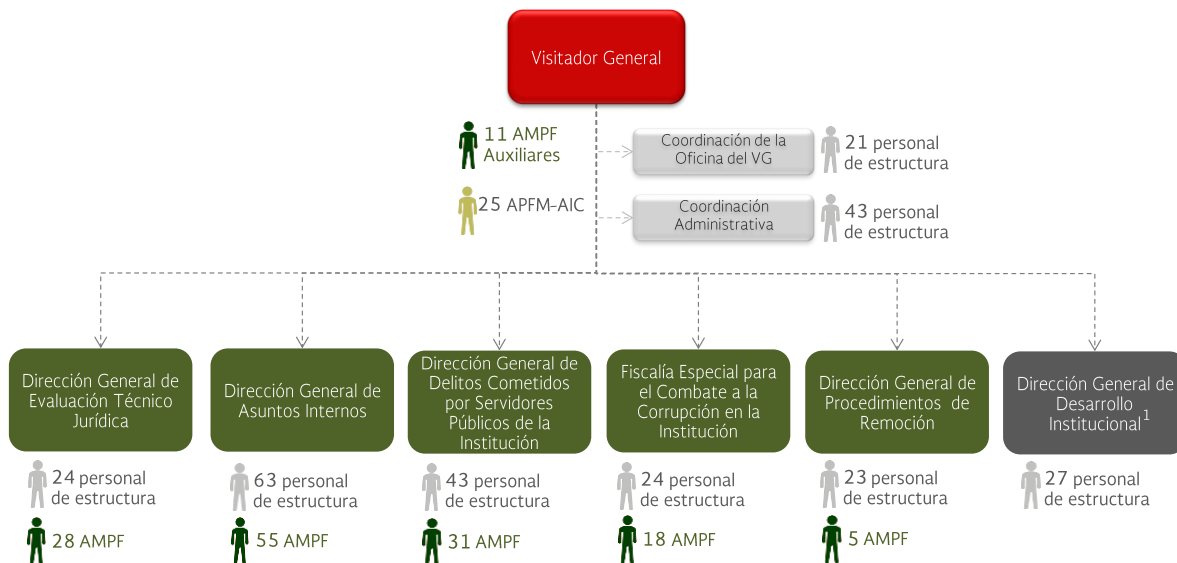 Visitador General
11 AMPF
Auxiliares
Coordinación de la
Oficina del VG
21 personal
de estructura
25 APFM-AIC
Coordinación
Administrativa
43 personal
de estructura
Dirección General de
Evaluación Técnico
Jurídica
24 personal
de estructura
28 AMPF
Dirección General de
Asuntos Internos
63 personal
de estructura
55 AMPF
Dirección General de
Delitos Cometidos
por Servidores
Públicos de la
Institución
43 personal
de estructura
31 AMPF
Fiscalía Especial para
el Combate a la
Corrupción en la
Institución
24 personal
de estructura
18 AMPF
Dirección General de
Procedimientos de
Remoción
23 personal
de estructura
5 AMPF
Dirección General de
Desarrollo
Institucional1
27 personal
de estructura